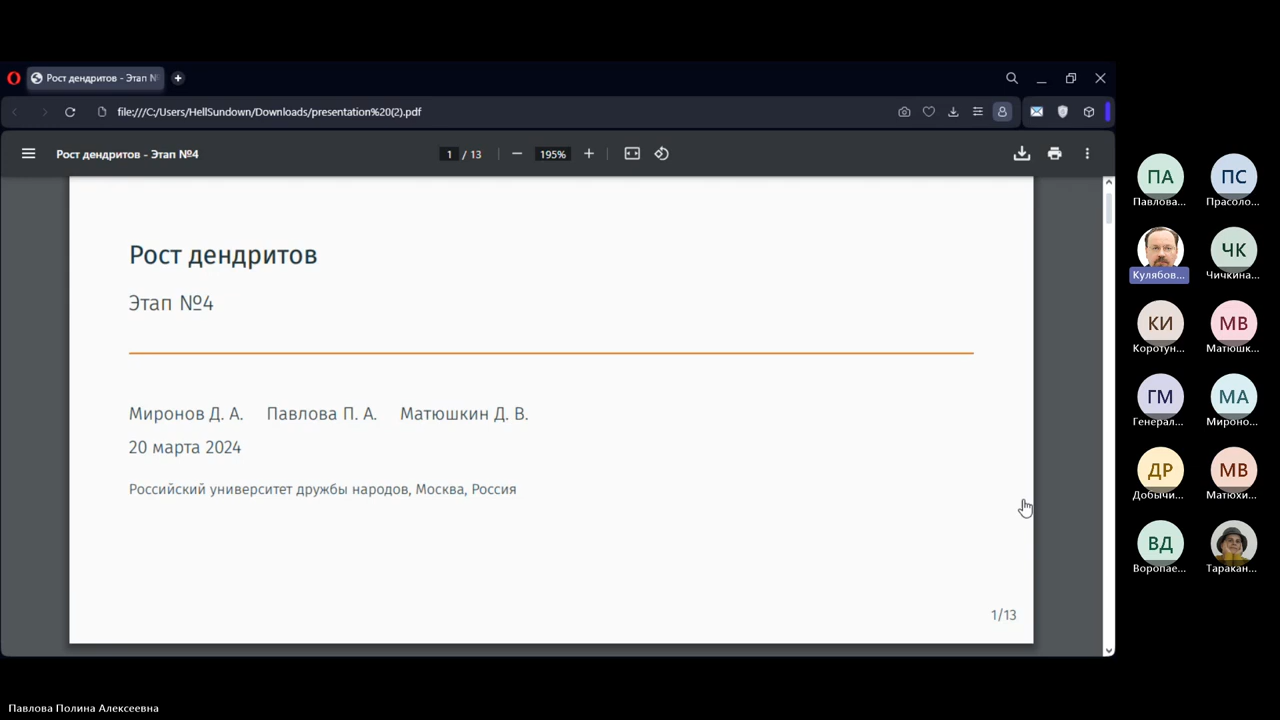 Рост дендритов - Этап №
file:///C:/Users/HellSundown/Downloads/presentation%20(2).pdf
Рост дендритов - Этап №4
1 / 13
195%
Рост дендритов
Этап №4
Миронов Д. А. Павлова П. А. Матюшкин Д. В.
20 марта 2024
Российский университет дружбы народов, Москва, Россия
1/13
ПА
ПС
Павлова...
Прасоло...
ЧК
Кулябов...
Чичкина...
КИ
МВ
Коротун...
Матюшк...
ГМ
МА
Генерал...
Мироно...
ДР
МВ
Добычи...
Матюхи...
ВД
Воропае...
Таракан...
Павлова Полина Алексеевна